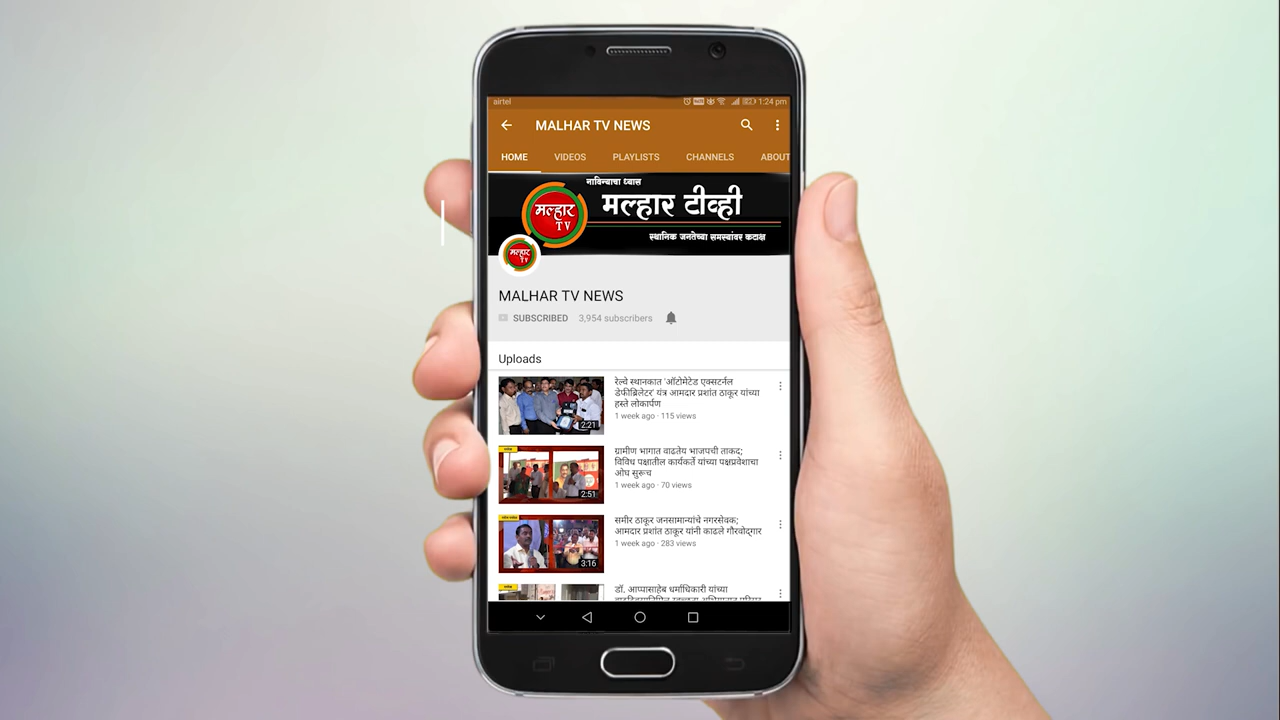 airtel 1:24 pm
MALHAR TV NEWS
HOME VIDEOS PLAYLISTS CHANNELS ABOUT
नाविन्याचा ध्यास
मल्हार टीव्ही
मल्हार
TV
स्थानिक जनतेच्या समस्यांवर कटाक्ष
मल्हार
TV
MALHAR TV NEWS
SUBSCRIBED 3,954 subscribers
Uploads
रेल्वे स्थानकात 'ऑटोमेटेड एक्सटर्नल
डेफीब्रिलेटर' यंत्र आमदार प्रशांत ठाकूर यांच्या
हस्ते लोकार्पण
1 week ago · 115 views
2:21
ग्रामीण भागात वाढतेय भाजपची ताकद;
विविध पक्षातील कार्यकर्ते यांच्या पक्षप्रवेशाचा
ओघ सुरूच
1 week ago · 70 views
2:51
समीर ठाकूर जनसामान्यांचे नगरसेवक;
आमदार प्रशांत ठाकूर यांनी काढले गौरवोद्गार
1 week ago · 283 views
3:16
डॉ. आप्पासाहेब धर्माधिकारी यांच्या